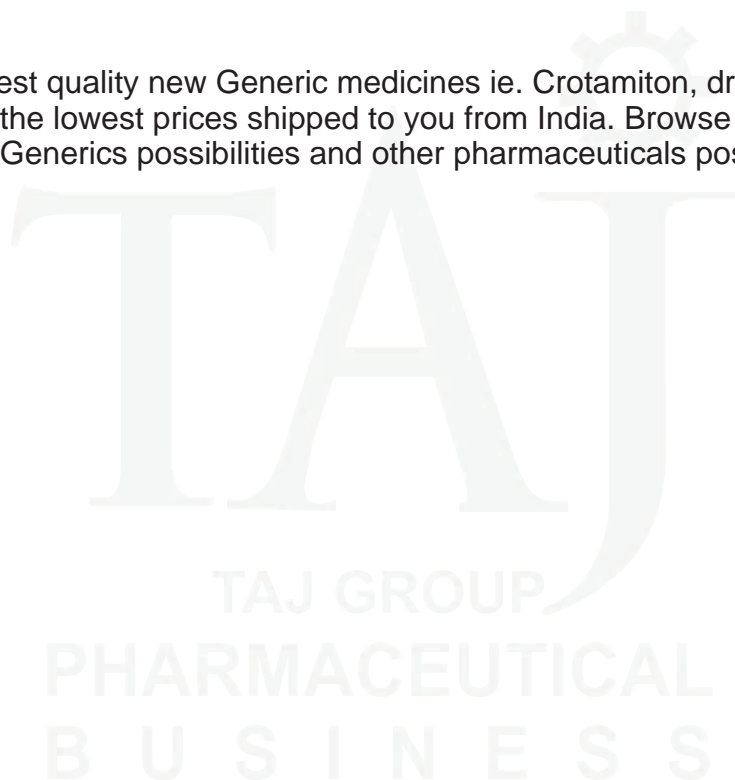 est quality new Generic medicines ie. Crotamiton, dr
the lowest prices shipped to you from India. Browse
Generics possibilities and other pharmaceuticals pos
TAJ
TAJ GROUP
PHARMACEUTICAL
BUSINESS